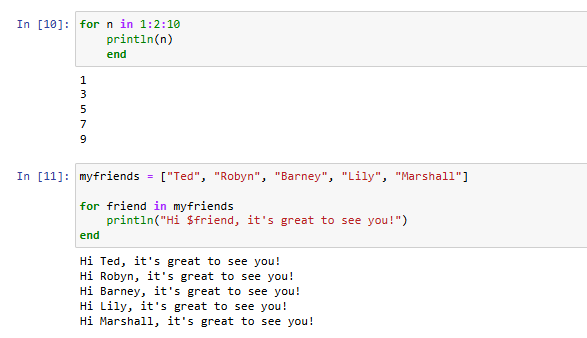 In [10]: for n in 1:2:10
println(n)
end
1
3
5
7
9
In [11]: myfriends = ["Ted", "Robyn", "Barney", "Lily", "Marshall"]
for friend in myfriends
println("Hi $friend, it's great to see you!")
end
Hi Ted, it's great to see you!
Hi Robyn, it's great to see you!
Hi Barney, it's great to see you!
Hi Lily, it's great to see you!
Hi Marshall, it's great to see you!